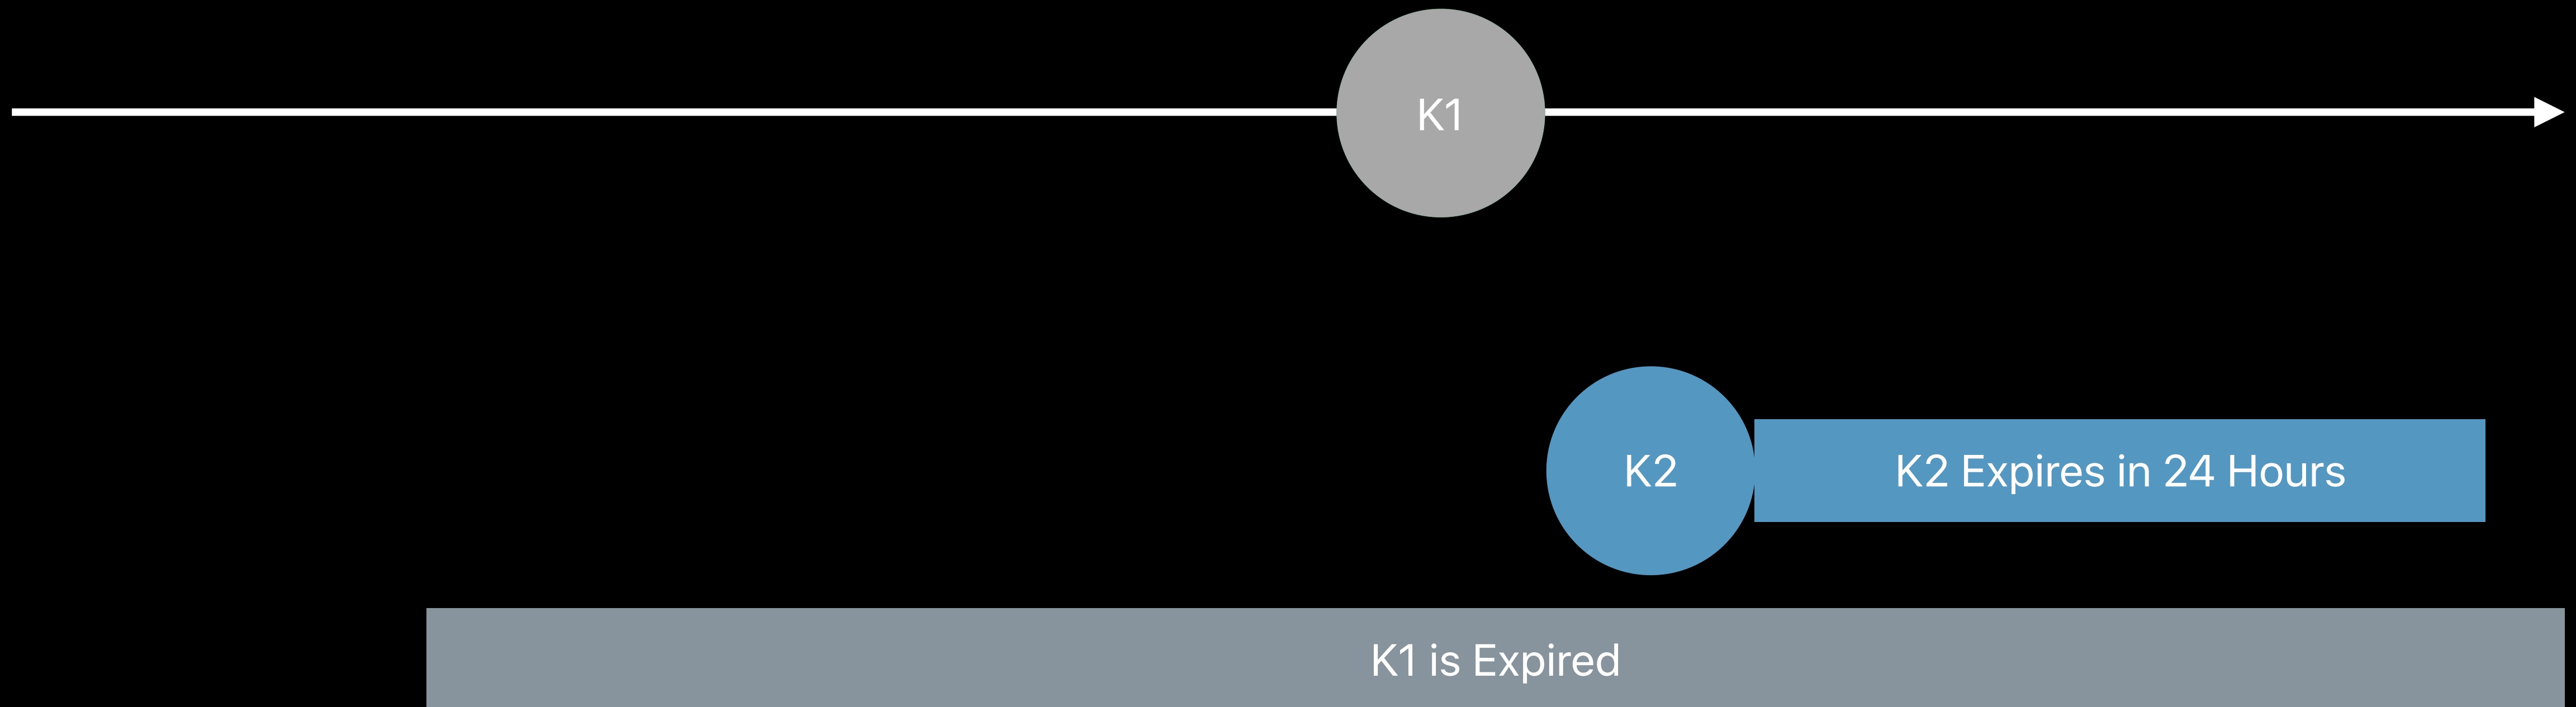 K1
K2
K2 Expires in 24 Hours
K1 is Expired